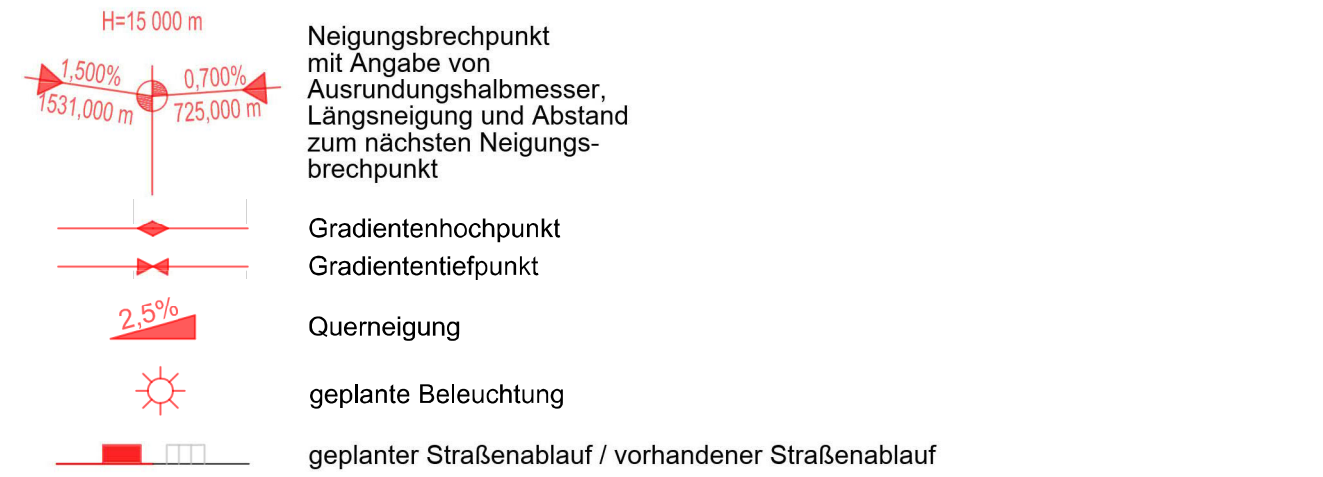 H=15 000 m
1,500%
0,700%
1531,000 m
725,000 m
Neigungsbrechpunkt
mit Angabe von
Ausrundungshalbmesser,
Längsneigung und Abstand
zum nächsten Neigungs-
brechpunkt
Gradientenhochpunkt
Gradiententiefpunkt
2,5%
Querneigung
geplante Beleuchtung
geplanter Straßenablauf / vorhandener Straßenablauf